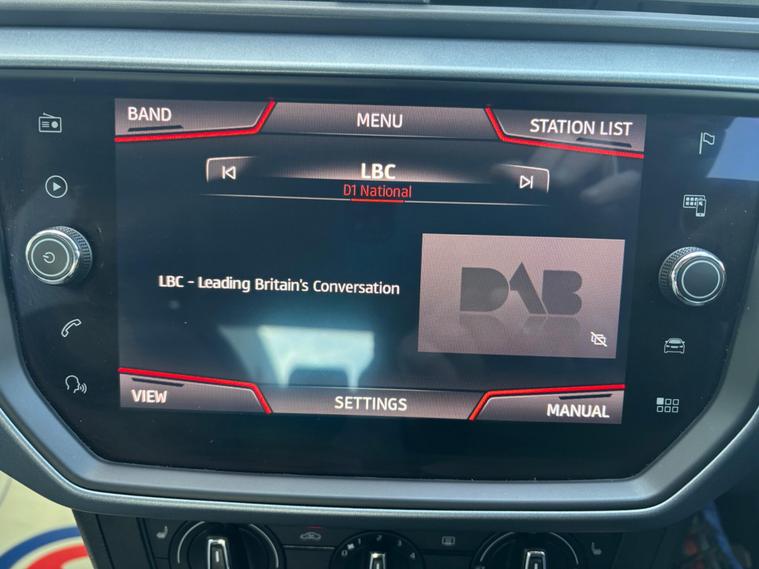 BAND
MENU
STATION LIST
LBC
D1 National
LBC - Leading Britain's Conversation
DAB
VIEW
SETTINGS
MANUAL